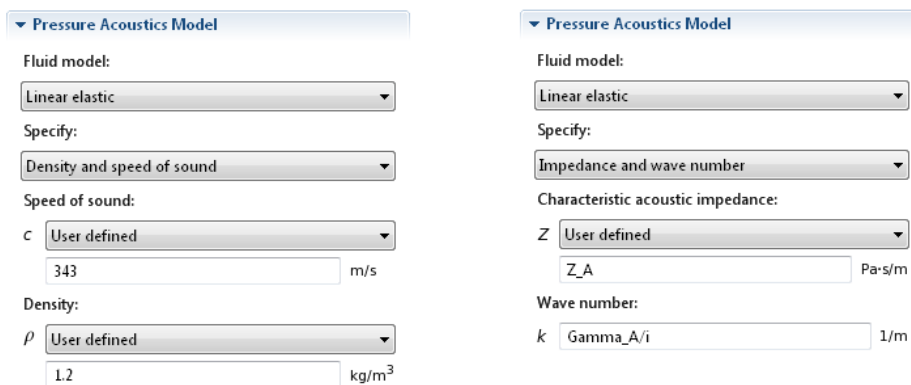 Pressure Acoustics Model
Fluid model:
Linear elastic
Specify:
Density and speed of sound
Speed of sound:
c User defined
343 m/s
Density:
ρ User defined
1.2 kg/m³
Pressure Acoustics Model
Fluid model:
Linear elastic
Specify:
Impedance and wave number
Characteristic acoustic impedance:
Z User defined
Z_A Pa·s/m
Wave number:
k Gamma_A/i 1/m